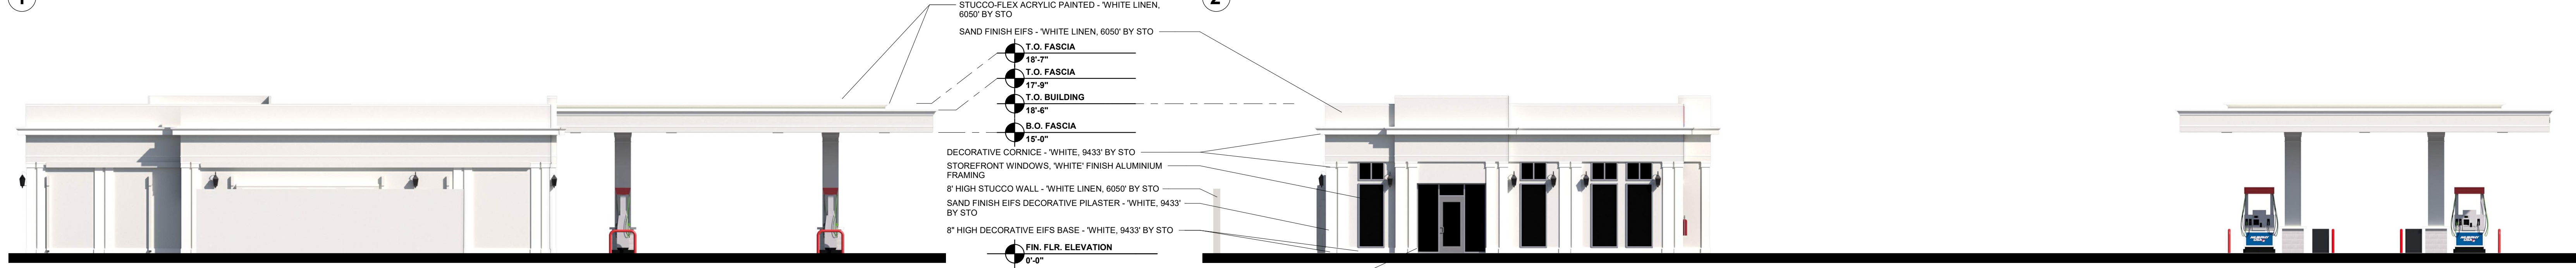 1
2
STUCCO-FLEX ACRYLIC PAINTED - 'WHITE LINEN,
6050' BY STO
SAND FINISH EIFS - 'WHITE LINEN, 6050' BY STO
T.O. FASCIA
18'-7"
T.O. FASCIA
17'-9"
T.O. BUILDING
18'-6"
B.O. FASCIA
15'-0"
DECORATIVE CORNICE - 'WHITE, 9433' BY STO
STOREFRONT WINDOWS, 'WHITE' FINISH ALUMINIUM
FRAMING
8' HIGH STUCCO WALL - 'WHITE LINEN, 6050' BY STO
SAND FINISH EIFS DECORATIVE PILASTER - 'WHITE, 9433'
BY STO
8" HIGH DECORATIVE EIFS BASE - 'WHITE, 9433' BY STO
FIN. FLR. ELEVATION
0'-0"